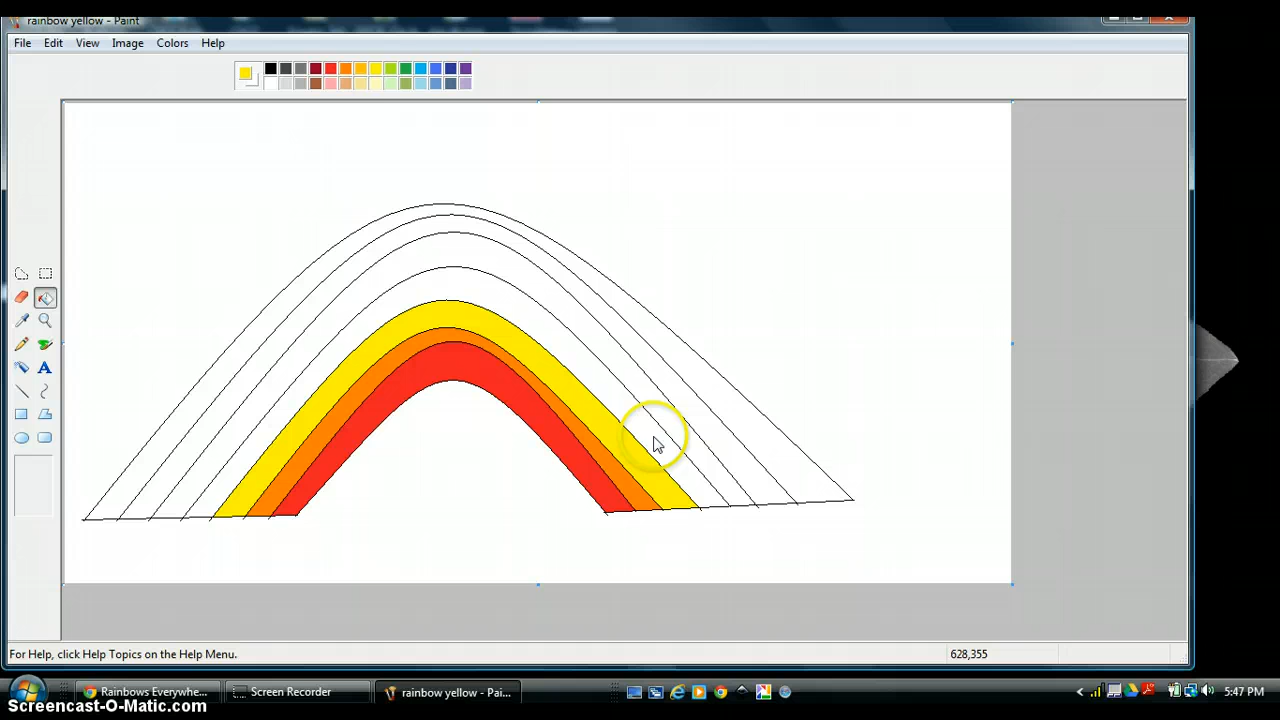 rainbow yellow - Paint
File Edit View Image Colors Help
For Help, click Help Topics on the Help Menu.
628,355
Rainbows Everywhe...
Screen Recorder
rainbow yellow - Pai...
5:47 PM
Screencast-O-Matic.com